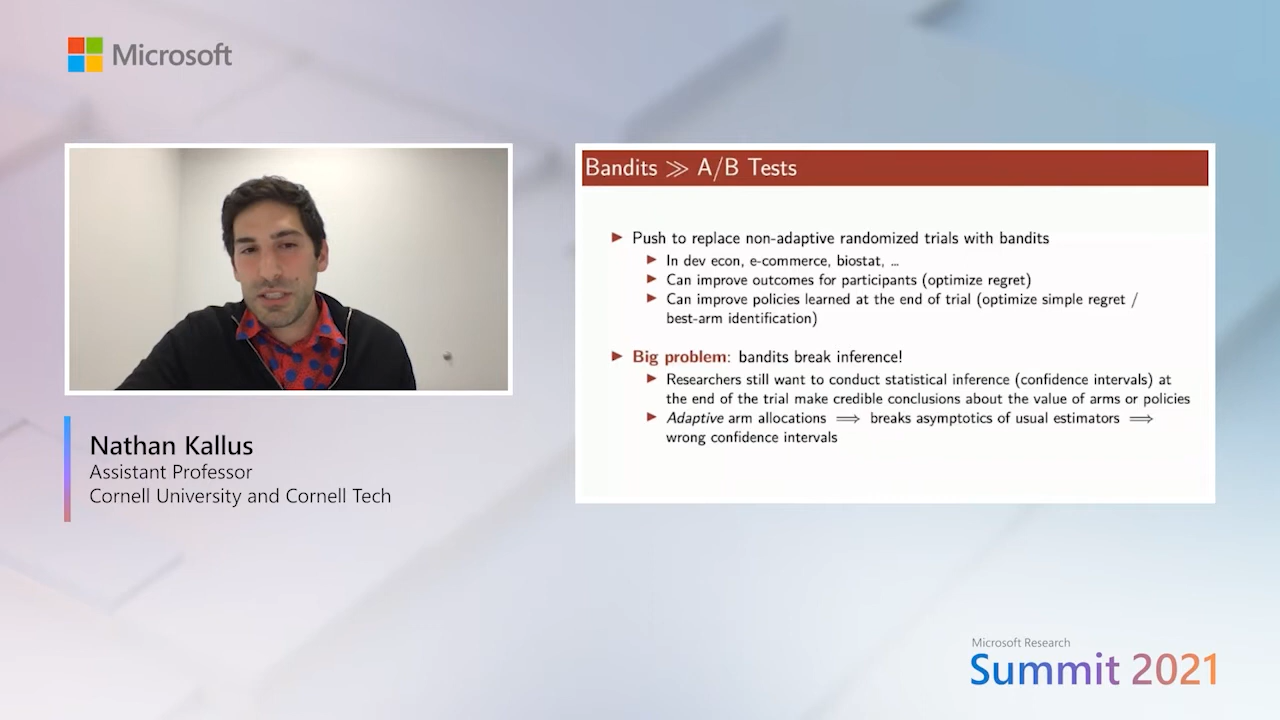 Microsoft
Bandits ≫ A/B Tests
▶ Push to replace non-adaptive randomized trials with bandits
▶ In dev econ, e-commerce, biostat, ...
▶ Can improve outcomes for participants (optimize regret)
▶ Can improve policies learned at the end of trial (optimize simple regret /
best-arm identification)
▶ Big problem: bandits break inference!
▶ Researchers still want to conduct statistical inference (confidence intervals) at
the end of the trial make credible conclusions about the value of arms or policies
▶ Adaptive arm allocations ⟹ breaks asymptotics of usual estimators ⟹
wrong confidence intervals
Nathan Kallus
Assistant Professor
Cornell University and Cornell Tech
Microsoft Research
Summit 2021